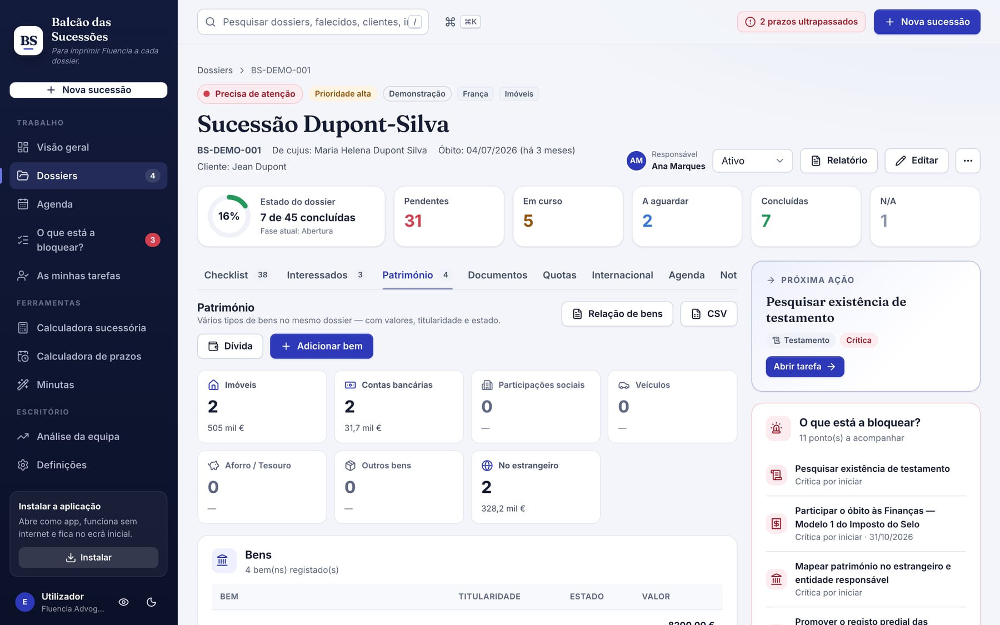 BS
Balcão das
Sucessões
Para imprimir Fluencia a cada
dossier.
Nova sucessão
TRABALHO
Visão geral
Dossiers 4
Agenda
O que está a
bloquear?
3
As minhas tarefas
FERRAMENTAS
Calculadora sucessória
Calculadora de prazos
Minutas
ESCRITÓRIO
Análise da equipa
Definições
Instalar a aplicação
Abre como app, funciona sem
internet e fica no ecrã inicial.
Instalar
E
Utilizador
Fluencia Advog...
Pesquisar dossiers, falecidos, clientes, /
⌘ ⌘K
2 prazos ultrapassados
Nova sucessão
Dossiers > BS-DEMO-001
Precisa de atenção Prioridade alta Demonstração França Imóveis
Sucessão Dupont-Silva
BS-DEMO-001 De cujus: Maria Helena Dupont Silva Óbito: 04/07/2026 (há 3 meses)
Cliente: Jean Dupont
AM
Responsável
Ana Marques
Ativo
Relatório
Editar
...
16%
Estado do dossier
7 de 45 concluídas
Fase atual: Abertura
Pendentes
31
Em curso
5
A aguardar
2
Concluídas
7
N/A
1
Checklist 38 Interessados 3 Património 4 Documentos Quotas Internacional Agenda Not
Património
Vários tipos de bens no mesmo dossier — com valores, titularidade e estado.
Relação de bens
CSV
Dívida
Adicionar bem
Imóveis
2
505 mil €
Contas bancárias
2
31,7 mil €
Participações sociais
0
—
Veículos
0
—
Aforro / Tesouro
0
—
Outros bens
0
—
No estrangeiro
2
328,2 mil €
Bens
4 bem(ns) registado(s)
BEM TITULARIDADE ESTADO VALOR
8200,00 €
PRÓXIMA AÇÃO
Pesquisar existência de
testamento
Testamento Crítica
Abrir tarefa
O que está a bloquear?
11 ponto(s) a acompanhar
Pesquisar existência de testamento
Crítica por iniciar
Participar o óbito às Finanças —
Modelo 1 do Imposto do Selo
Crítica por iniciar · 31/10/2026
Mapear património no estrangeiro e
entidade responsável
Crítica por iniciar
Promover o registo predial das